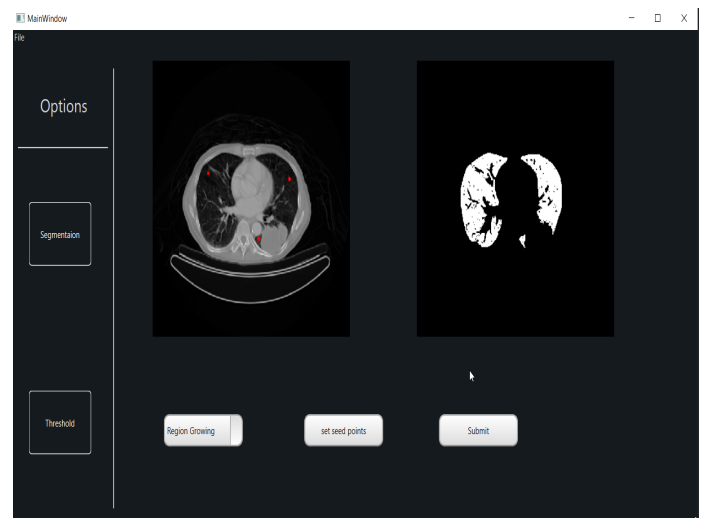 MainWindow
File
Options
Segmentaion
Threshold
Region Growing
set seed points
Submit